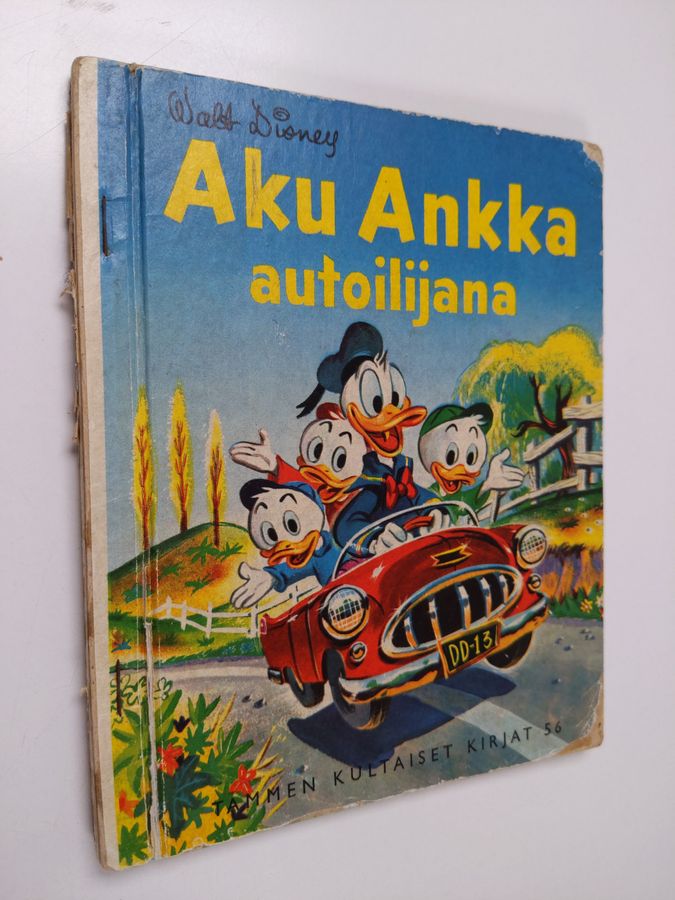 Walt Disney
Aku Ankka
autoilijana
DD-13
TAMMEN KULTAISET KIRJAT 56